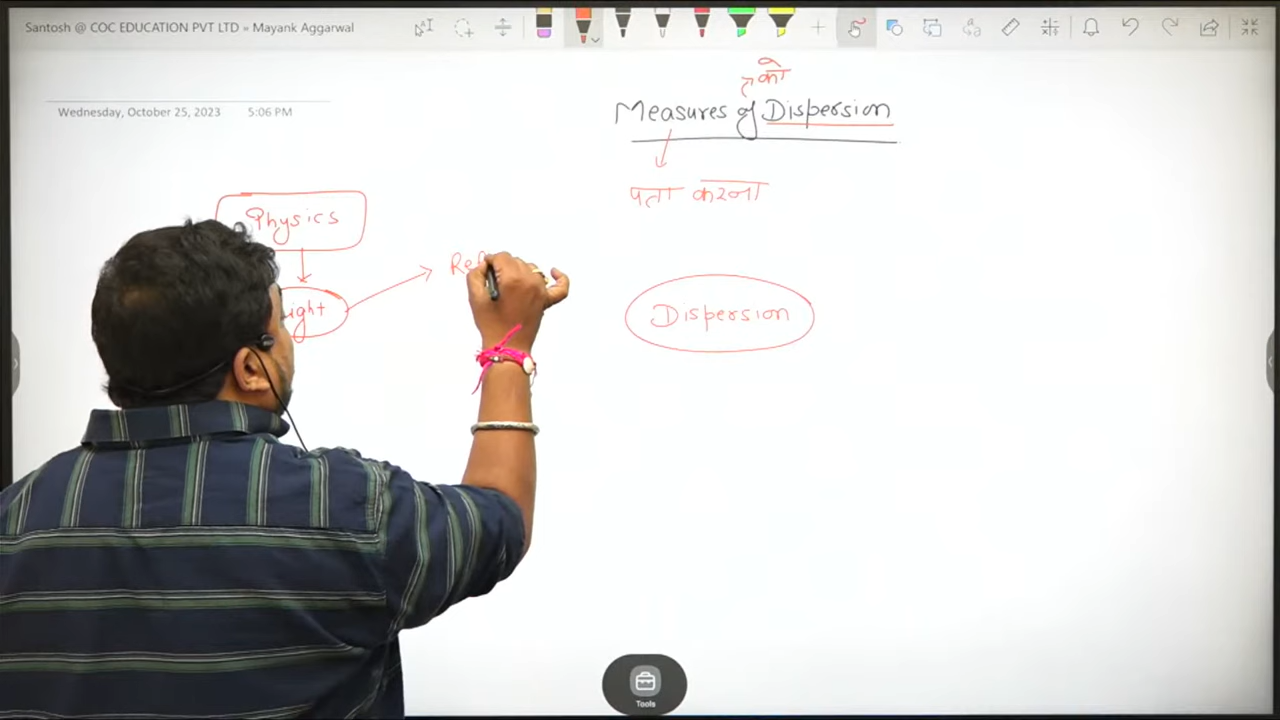 Santosh @ COC EDUCATION PVT LTD » Mayank Aggarwal
Wednesday, October 25, 2023 5:06 PM
को
Measures of Dispersion
पता करना
Physics
Dispersion
Tools